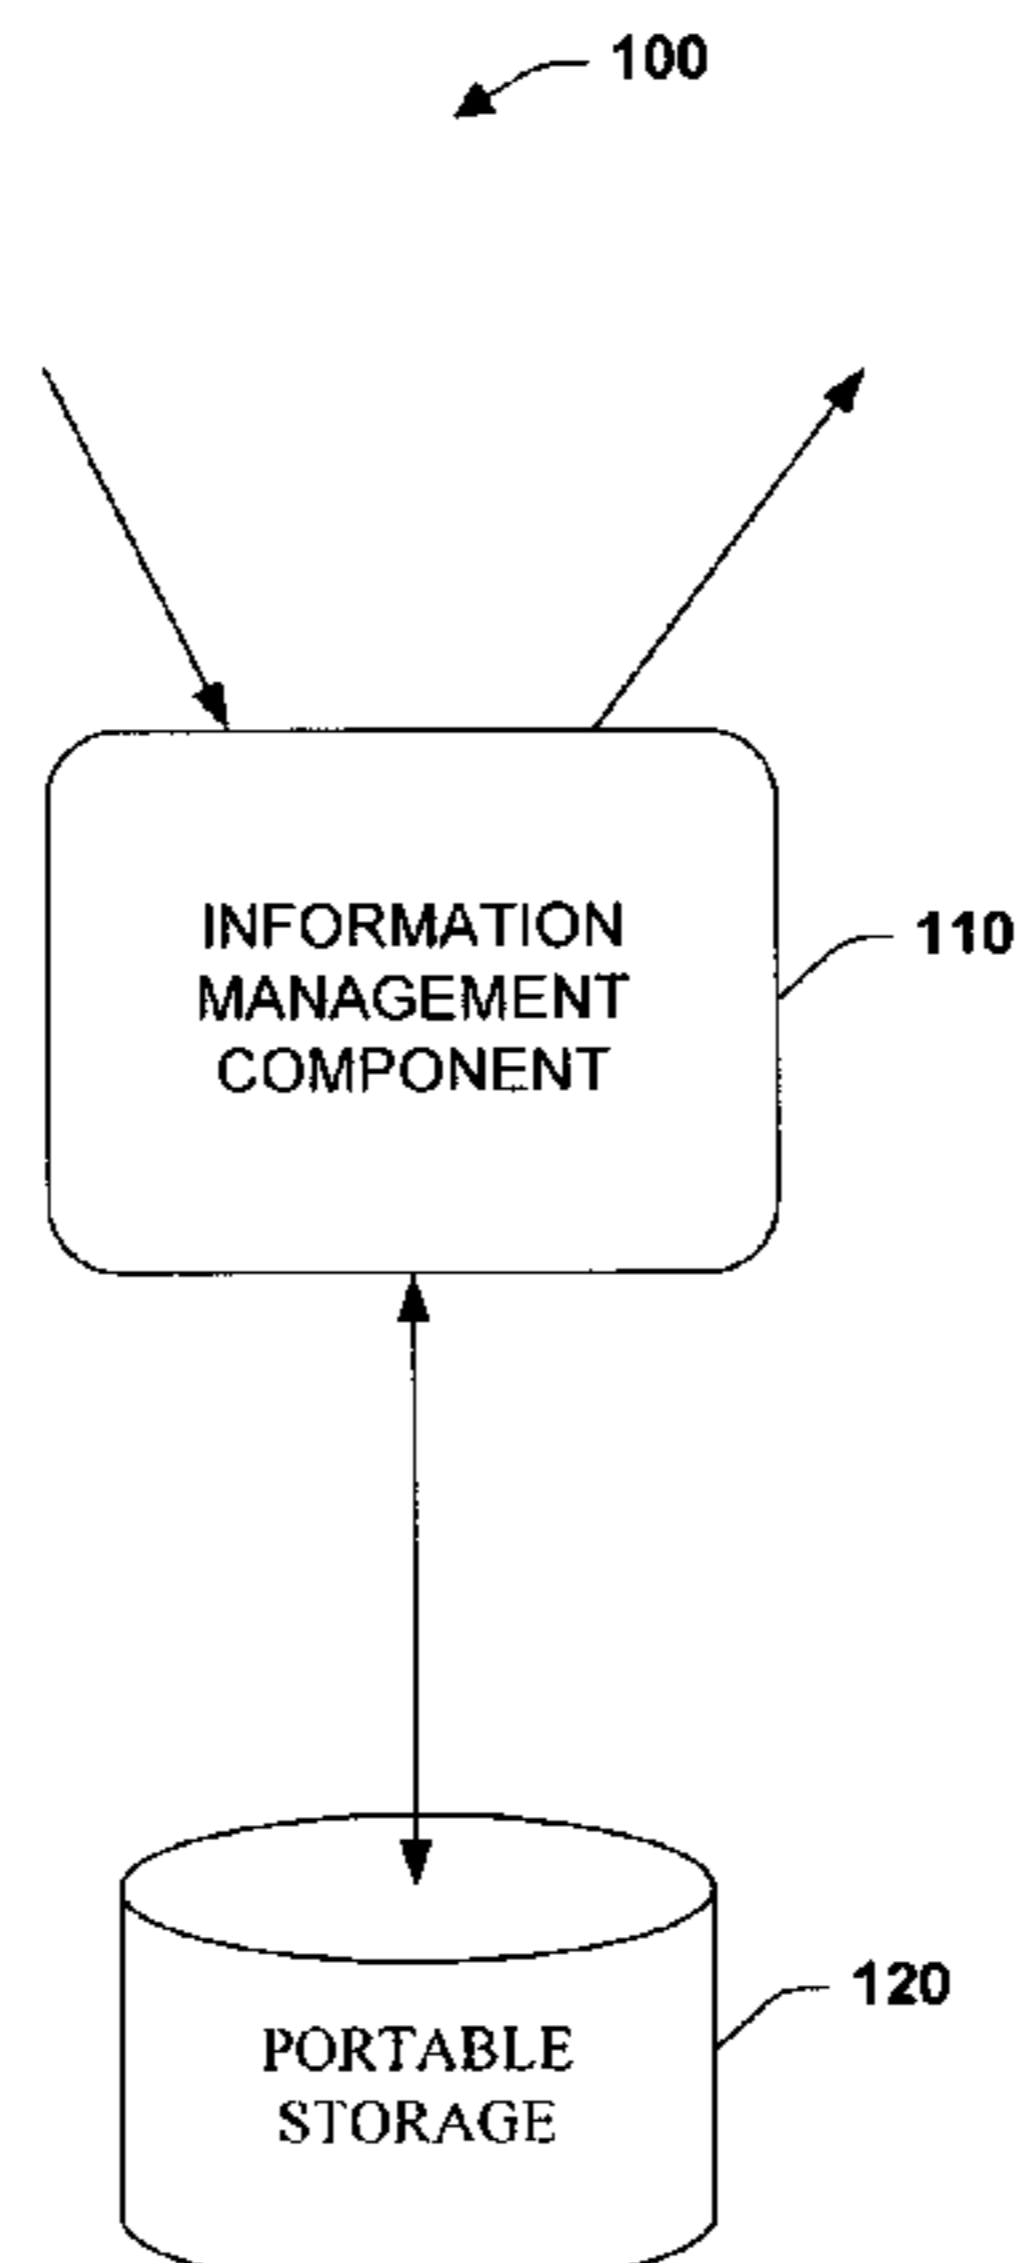 100
INFORMATION
MANAGEMENT
COMPONENT
110
120
PORTABLE
STORAGE